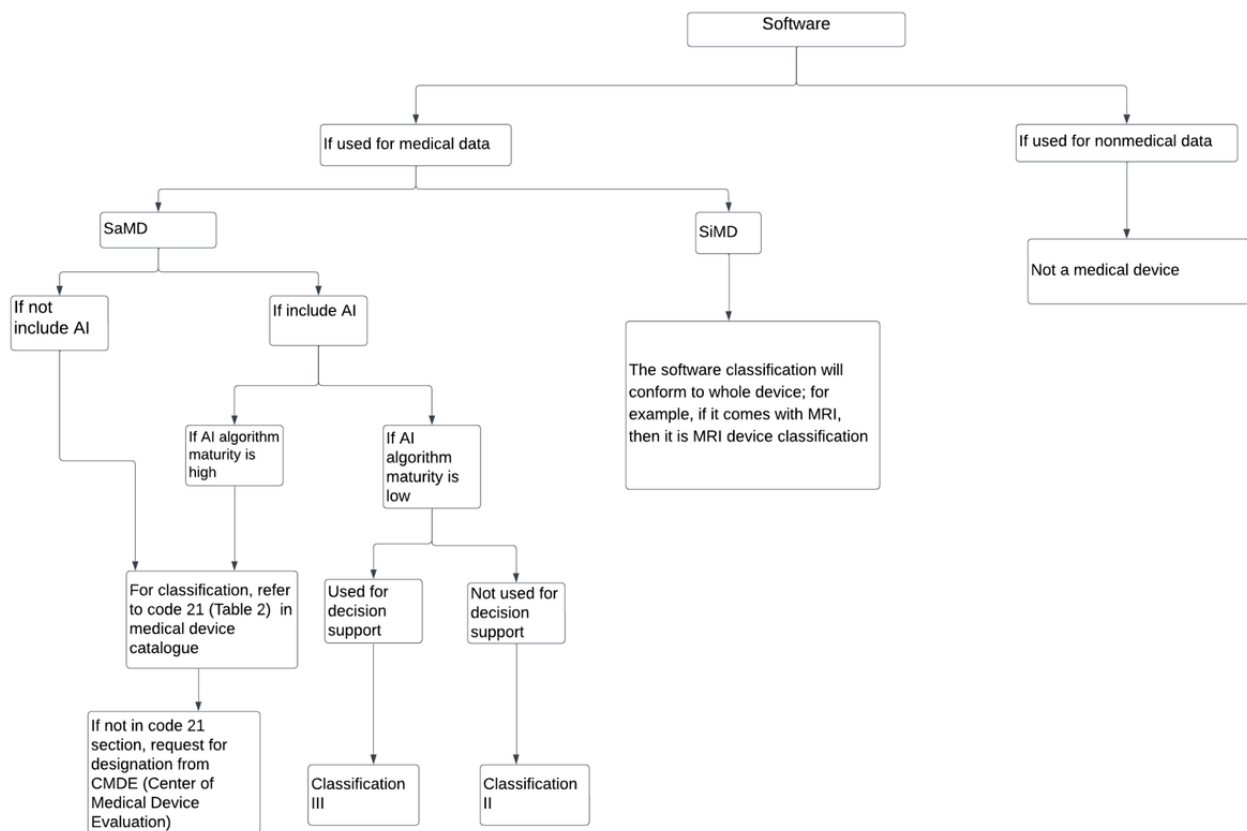 Software
If used for medical data
If used for nonmedical data
SaMD
SiMD
Not a medical device
If not
include AI
If include AI
The software classification will
conform to whole device; for
example, if it comes with MRI,
then it is MRI device classification
If AI algorithm
maturity is
high
If AI
algorithm
maturity is
low
For classification, refer
to code 21 (Table 2) in
medical device
catalogue
Used for
decision
support
Not used for
decision
support
If not in code 21
section, request for
designation from
CMDE (Center of
Medical Device
Evaluation)
Classification
III
Classification
II